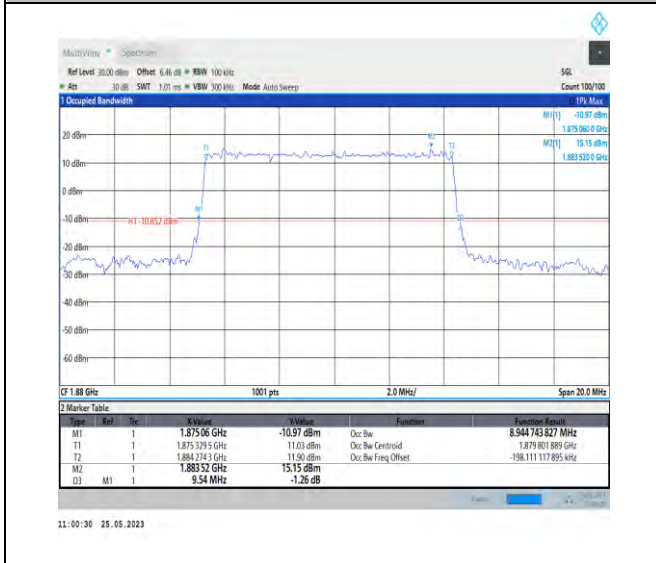 MultiView Spectrum
Ref Level 30.00 dBm Offset 6.46 dB RBW 100 kHz SGL
Att 30 dB SWT 1.01 ms VBW 300 kHz Mode Auto Sweep Count 100/100
1 Occupied Bandwidth 1Pk Max
M1[1] -10.97 dBm
1.875 060 0 GHz
M2[1] 15.15 dBm
1.883 520 0 GHz
20 dBm
M2
T1 T2
10 dBm
0 dBm
M1
-10 dBm
H1 -10.852 dBm
-20 dBm
-30 dBm
-40 dBm
-50 dBm
-60 dBm
CF 1.88 GHz 1001 pts 2.0 MHz/ Span 20.0 MHz
2 Marker Table
Type Ref Trc X-Value Y-Value Function Function Result
M1 1 1.875 06 GHz -10.97 dBm Occ Bw 8.944 743 827 MHz
T1 1 1.875 329 5 GHz 11.03 dBm Occ Bw Centroid 1.879 801 889 GHz
T2 1 1.884 274 3 GHz 11.90 dBm Occ Bw Freq Offset -198.111 117 895 kHz
M2 1 1.883 52 GHz 15.15 dBm
D3 M1 1 9.54 MHz -1.26 dB
11:00:30 25.05.2023